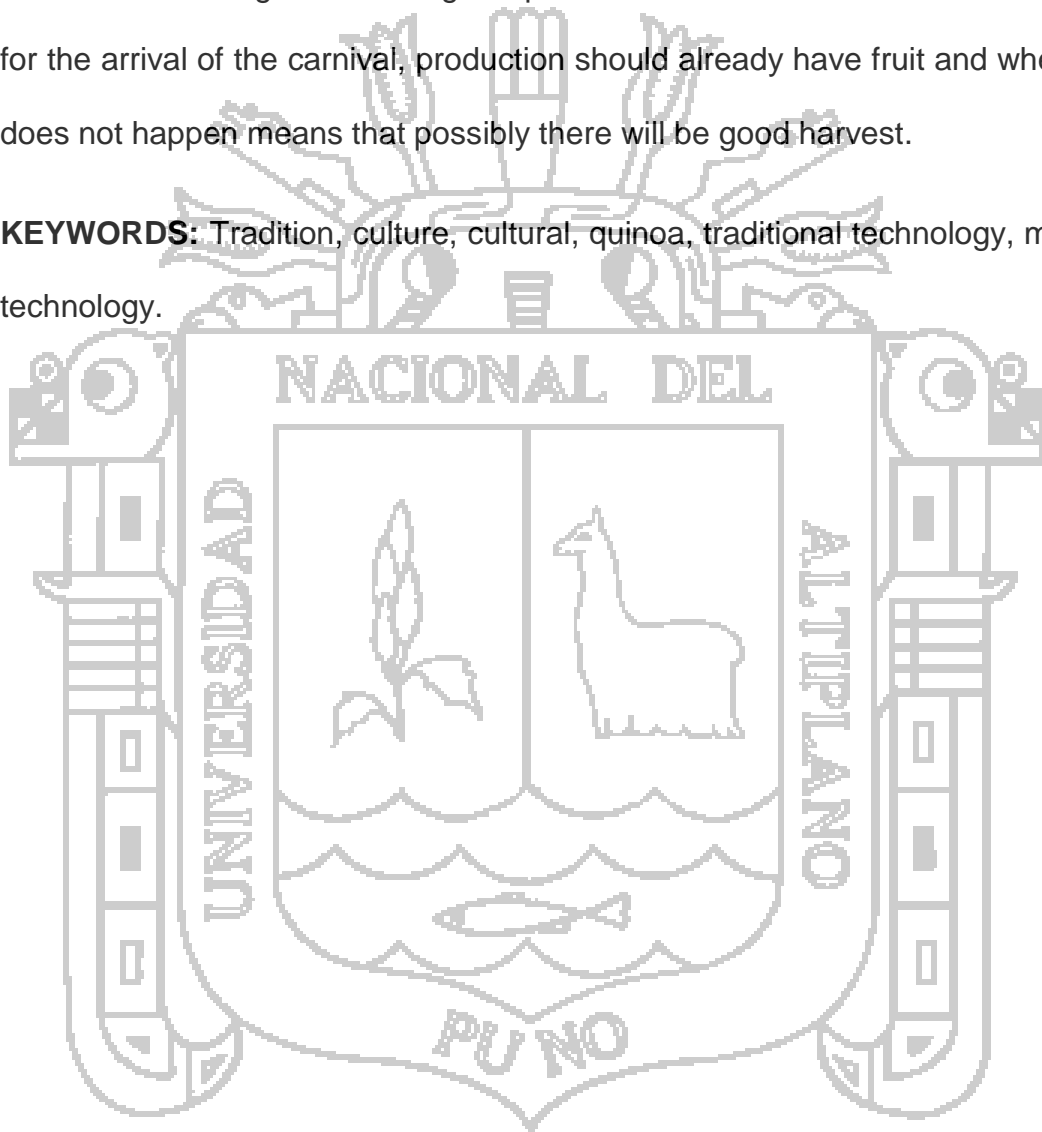 for the arrival of the carnival, production should already have fruit and
does not happen means that possibly there will be good harvest.
KEYWORDS: Tradition, culture, cultural, quinoa, traditional technology,
technology.
NACIONAL DEL
UNIVERSIDAD
ALTIPLANO
PUNO